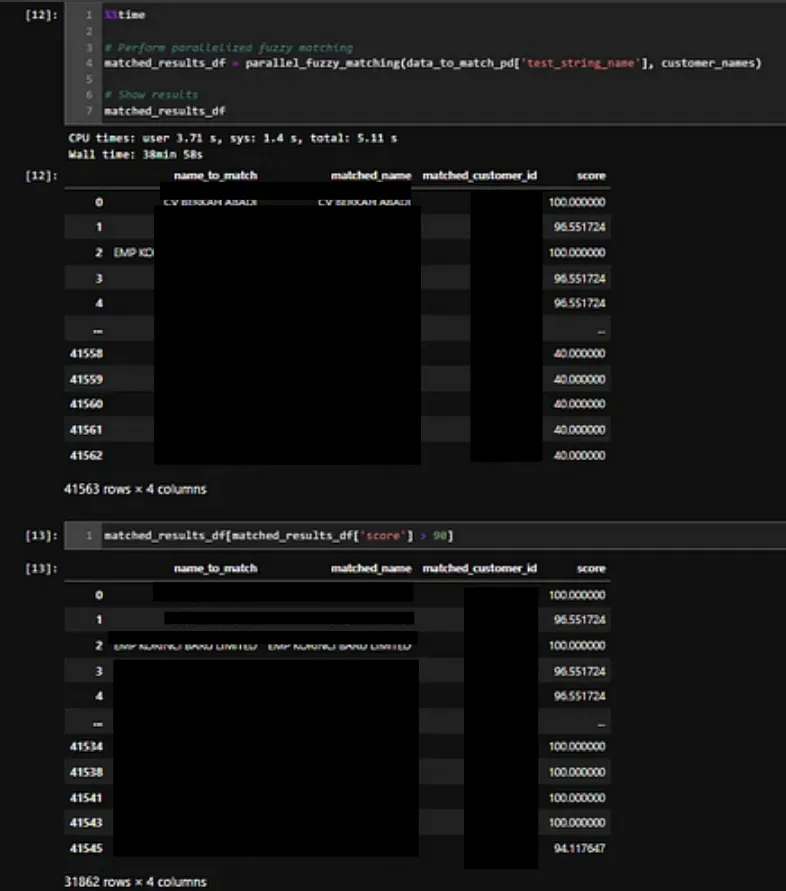 [12]:
1 %%time
2
3 # Perform parallelized fuzzy matching
4 matched_results_df = parallel_fuzzy_matching(data_to_match_pd['test_string_name'], customer_names)
5
6 # Show results
7 matched_results_df
CPU times: user 3.71 s, sys: 1.4 s, total: 5.11 s
Wall time: 38min 58s
[12]: name_to_match matched_name matched_customer_id score
0 CV BERKAH ABADI CV BERKAH ABADI 100.000000
1 96.551724
2 EMP KO 100.000000
3 96.551724
4 96.551724
... ...
41558 40.000000
41559 40.000000
41560 40.000000
41561 40.000000
41562 40.000000
41563 rows × 4 columns
[13]: 1 matched_results_df[matched_results_df['score'] > 90]
[13]: name_to_match matched_name matched_customer_id score
0 100.000000
1 96.551724
2 EMP KORINCI BARU LIMITED EMP KORINCI BARU LIMITED 100.000000
3 96.551724
4 96.551724
... ...
41534 100.000000
41538 100.000000
41541 100.000000
41543 100.000000
41545 94.117647
31862 rows × 4 columns